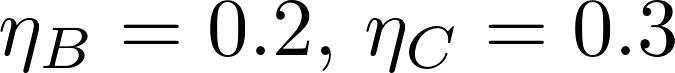 η_B = 0.2, η_C = 0.3